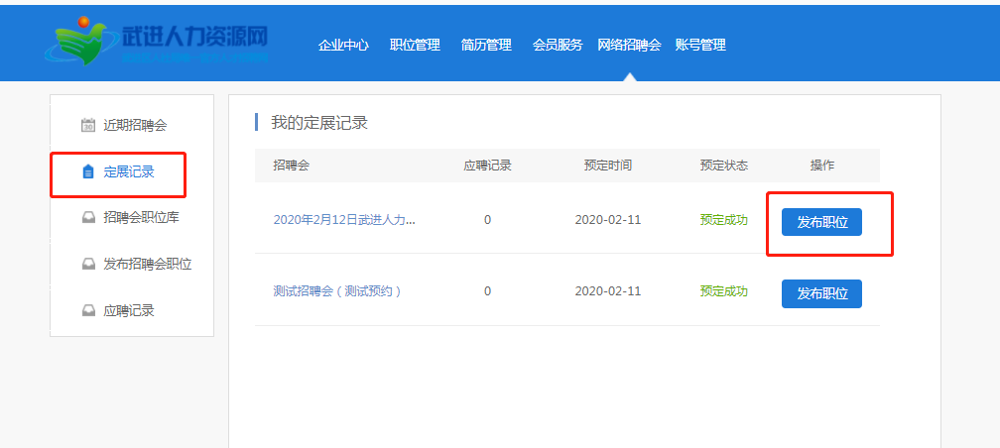 武进人力资源网
企业中心 职位管理 简历管理 会员服务 网络招聘会 账号管理
近期招聘会
定展记录
招聘会职位库
发布招聘会职位
应聘记录
我的定展记录
招聘会 应聘记录 预定时间 预定状态 操作
2020年2月12日武进人力... 0 2020-02-11 预定成功 发布职位
测试招聘会（测试预约） 0 2020-02-11 预定成功 发布职位